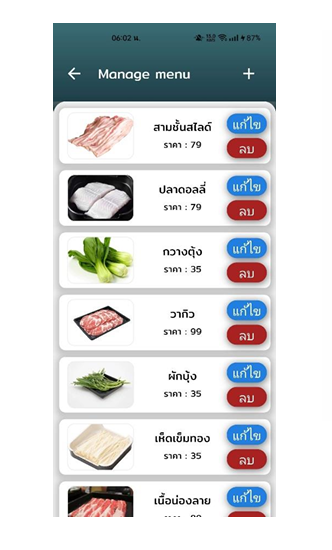 06:02 น. 87%
Manage menu
สามชั้นสไลด์
ราคา : 79
แก้ไข
ลบ
ปลาดอลลี่
ราคา : 79
แก้ไข
ลบ
กวางตุ้ง
ราคา : 35
แก้ไข
ลบ
วากิว
ราคา : 99
แก้ไข
ลบ
ผักบุ้ง
ราคา : 35
แก้ไข
ลบ
เห็ดเข็มทอง
ราคา : 35
แก้ไข
ลบ
เนื้อน่องลาย
แก้ไข